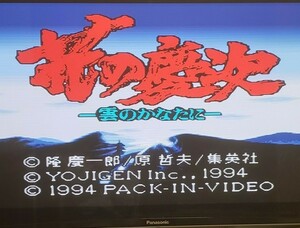 花の慶次
―雲のかなたに―
© 隆慶一郎/原哲夫/集英社
© YOJIGEN Inc., 1994
© 1994 PACK-IN-VIDEO
Panasonic